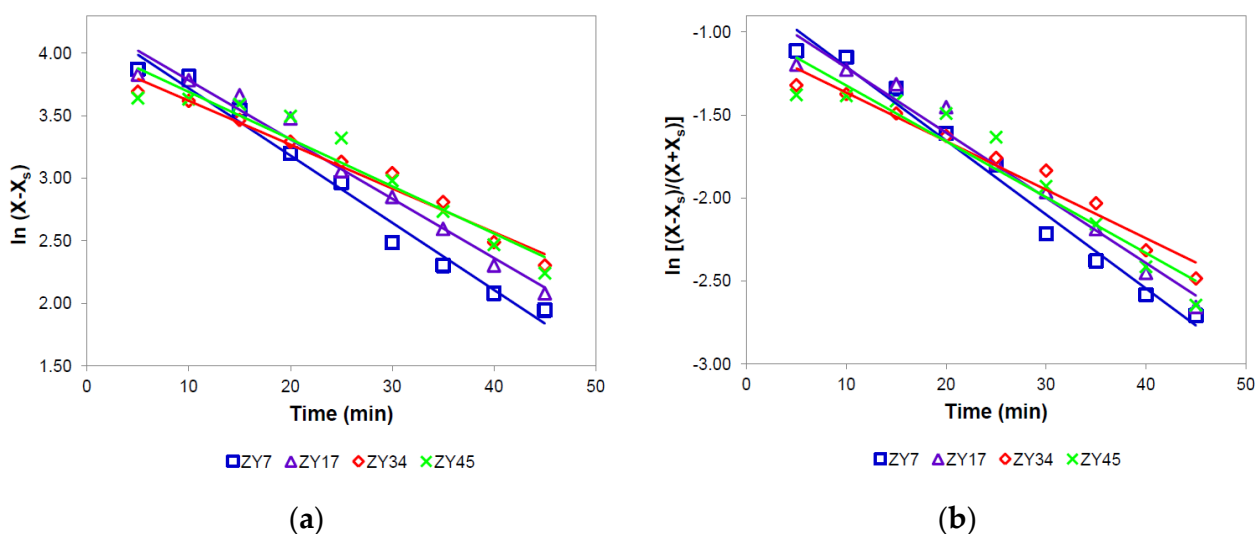 4.00
3.50
3.00
2.50
2.00
1.50
ln (X-Xs)
0 10 20 30 40 50
Time (min)
ZY7 ZY17 ZY34 ZY45
(a)
-1.00
-1.50
-2.00
-2.50
-3.00
ln [(X-Xs)/(X+Xs)]
0 10 20 30 40 50
Time (min)
ZY7 ZY17 ZY34 ZY45
(b)